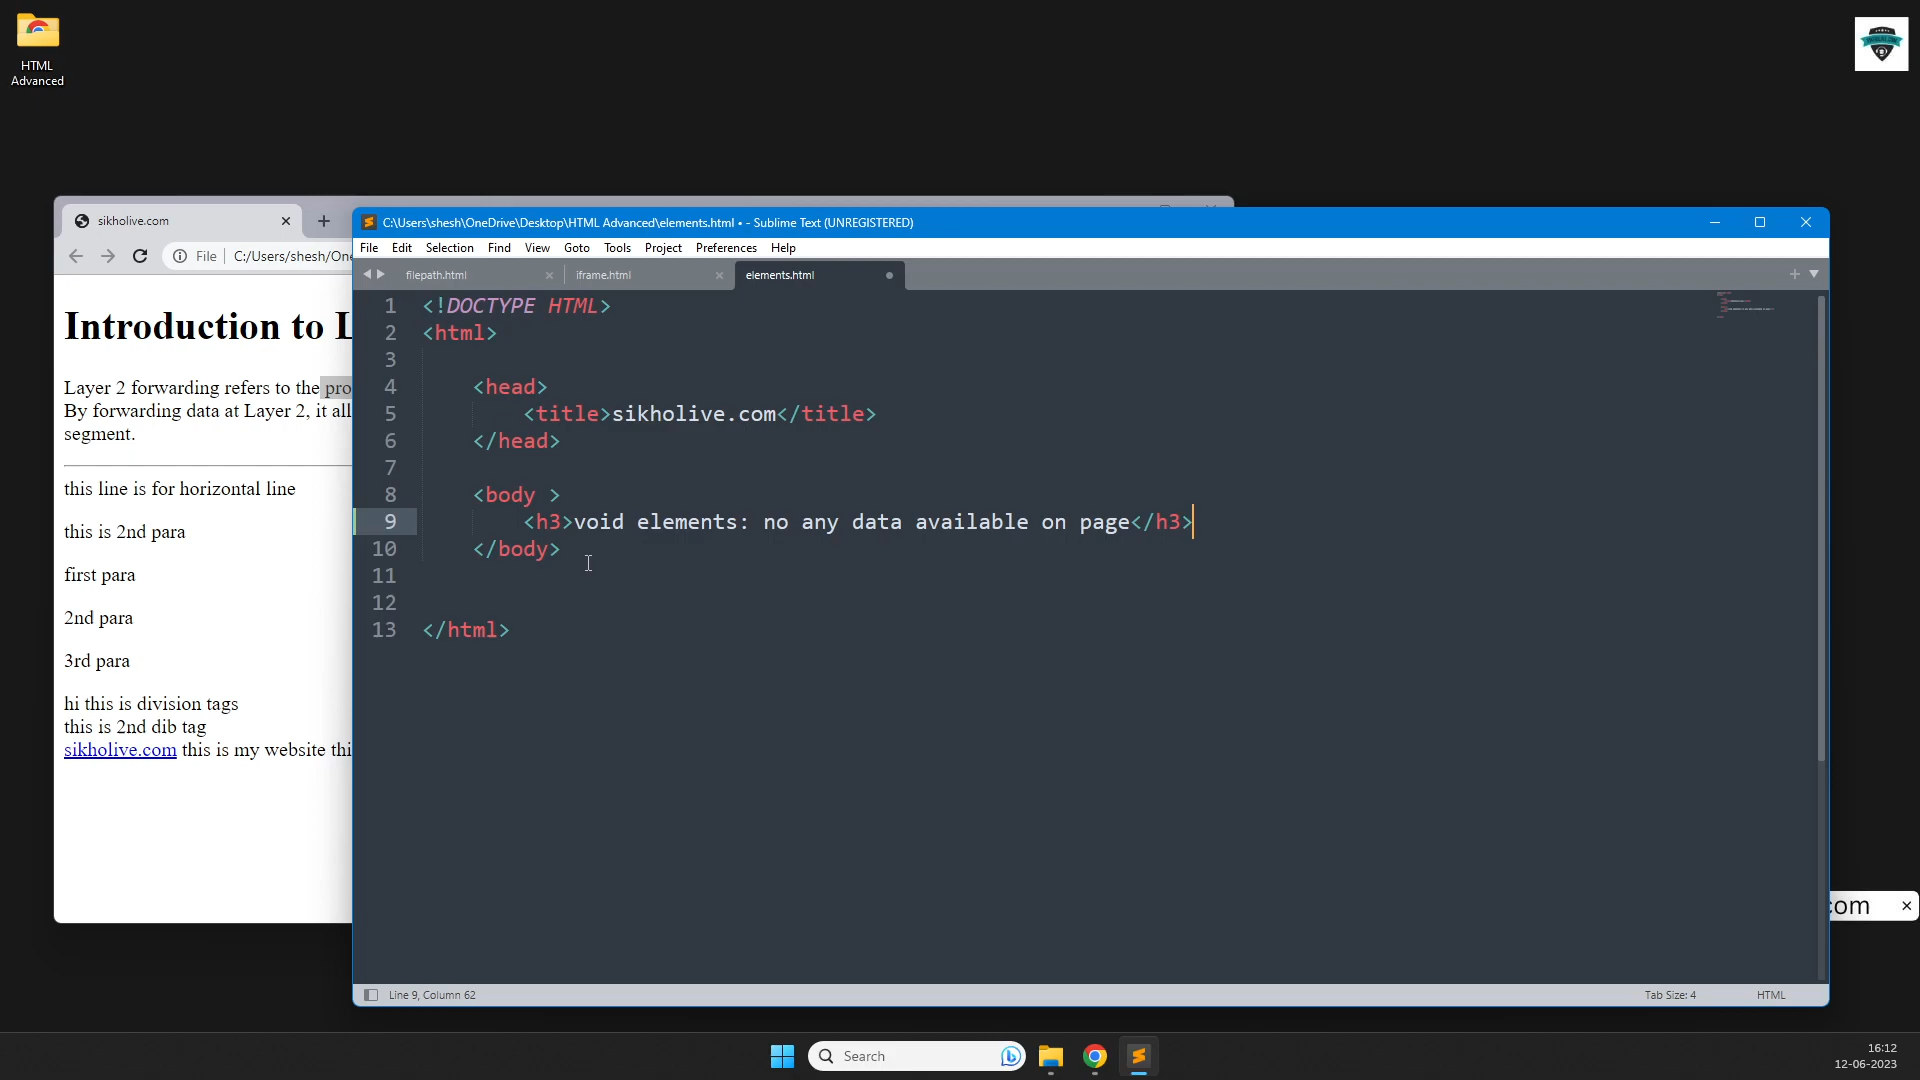 HTML
Advanced
sikholive.com
File
C:/Users/shesh/One
Introduction to L
Layer 2 forwarding refers to the pro
By forwarding data at Layer 2, it all
segment.
this line is for horizontal line
this is 2nd para
first para
2nd para
3rd para
hi this is division tags
this is 2nd dib tag
sikholive.com this is my website thi
C:\Users\shesh\OneDrive\Desktop\HTML Advanced\elements.html • - Sublime Text (UNREGISTERED)
File Edit Selection Find View Goto Tools Project Preferences Help
filepath.html iframe.html elements.html
1 <!DOCTYPE HTML>
2 <html>
3
4 <head>
5 <title>sikholive.com</title>
6 </head>
7
8 <body >
9 <h3>void elements: no any data available on page</h3>
10 </body>
11
12
13 </html>
Line 9, Column 62
Tab Size: 4
HTML
com
Search
16:12
12-06-2023